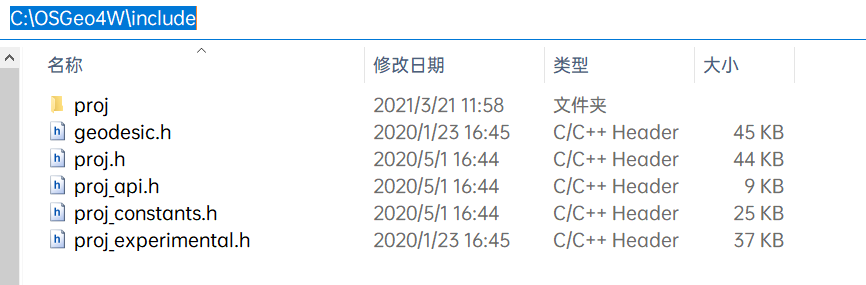 C:\OSGeo4W\include
名称 修改日期 类型 大小
proj 2021/3/21 11:58 文件夹
geodesic.h 2020/1/23 16:45 C/C++ Header 45 KB
proj.h 2020/5/1 16:44 C/C++ Header 44 KB
proj_api.h 2020/5/1 16:44 C/C++ Header 9 KB
proj_constants.h 2020/5/1 16:44 C/C++ Header 25 KB
proj_experimental.h 2020/1/23 16:45 C/C++ Header 37 KB